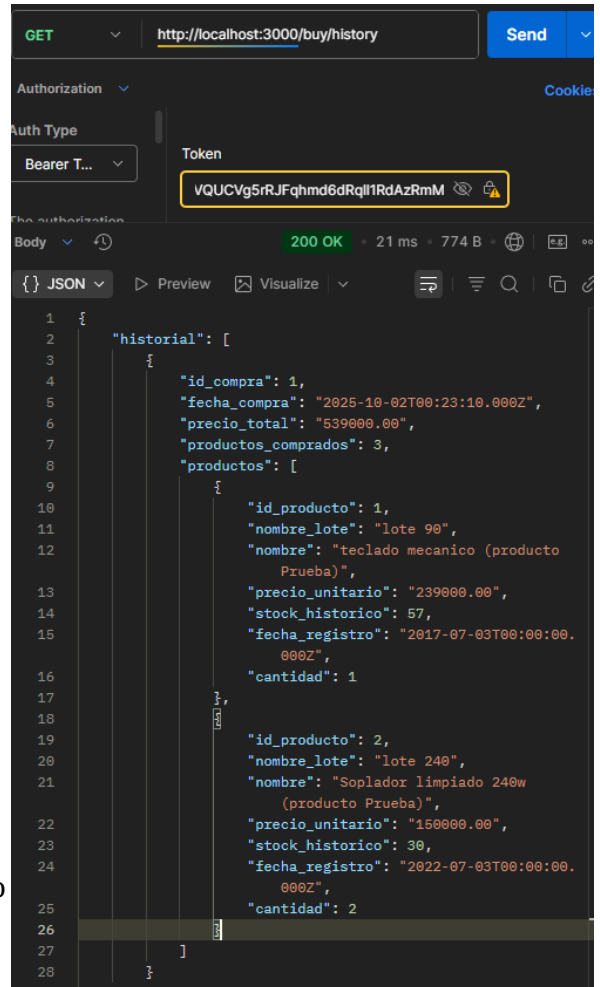 GET http://localhost:3000/buy/history Send
Authorization Cookies
Auth Type
Bearer T... Token
VQUCVg5rRJFqhmd6dRqlI1RdAzRmM
The authorization
Body 200 OK • 21 ms • 774 B • e.g.
{} JSON Preview Visualize
1 {
2 "historial": [
3 {
4 "id_compra": 1,
5 "fecha_compra": "2025-10-02T00:23:10.000Z",
6 "precio_total": "539000.00",
7 "productos_comprados": 3,
8 "productos": [
9 {
10 "id_producto": 1,
11 "nombre_lote": "lote 90",
12 "nombre": "teclado mecanico (producto
Prueba)",
13 "precio_unitario": "239000.00",
14 "stock_historico": 57,
15 "fecha_registro": "2017-07-03T00:00:00.
000Z",
16 "cantidad": 1
17 },
18 {
19 "id_producto": 2,
20 "nombre_lote": "lote 240",
21 "nombre": "Soplador limpiado 240w
(producto Prueba)",
22 "precio_unitario": "150000.00",
23 "stock_historico": 30,
24 "fecha_registro": "2022-07-03T00:00:00.
000Z",
25 "cantidad": 2
26 }
27 ]
28 }